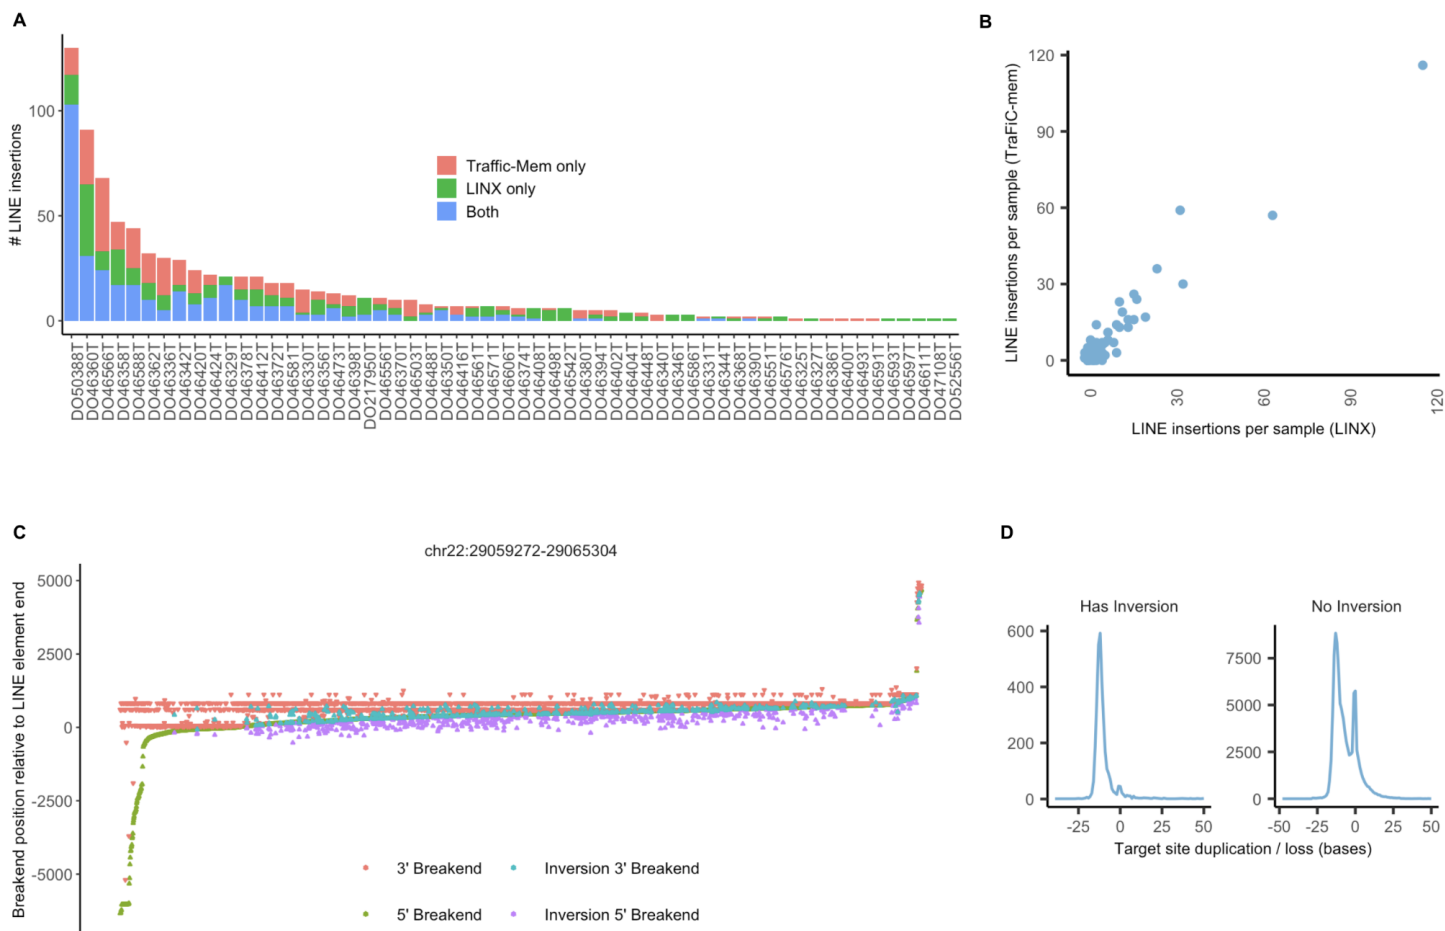 A
# LINE insertions
100
50
0
Traffic-Mem only
LINX only
Both
DO50388T
DO46360T
DO46566T
DO46358T
DO46588T
DO46362T
DO46336T
DO46342T
DO46420T
DO46424T
DO46329T
DO46378T
DO46412T
DO46372T
DO46581T
DO46330T
DO46356T
DO46473T
DO46398T
DO217950T
DO46556T
DO46370T
DO46503T
DO46488T
DO46350T
DO46416T
DO46561T
DO46571T
DO46606T
DO46374T
DO46408T
DO46498T
DO46542T
DO46380T
DO46394T
DO46402T
DO46404T
DO46448T
DO46340T
DO46346T
DO46586T
DO46331T
DO46344T
DO46368T
DO46390T
DO46551T
DO46576T
DO46325T
DO46327T
DO46386T
DO46400T
DO46493T
DO46591T
DO46593T
DO46597T
DO46611T
DO47108T
DO52556T
B
LINE insertions per sample (TraFiC-mem)
120
90
60
30
0
0
30
60
90
120
LINE insertions per sample (LINX)
C
chr22:29059272-29065304
Breakend position relative to LINE element end
5000
2500
0
-2500
-5000
3' Breakend
Inversion 3' Breakend
5' Breakend
Inversion 5' Breakend
D
Has Inversion
600
400
200
0
-25 0 25 50
No Inversion
7500
5000
2500
0
-50 -25 0 25 50
Target site duplication / loss (bases)